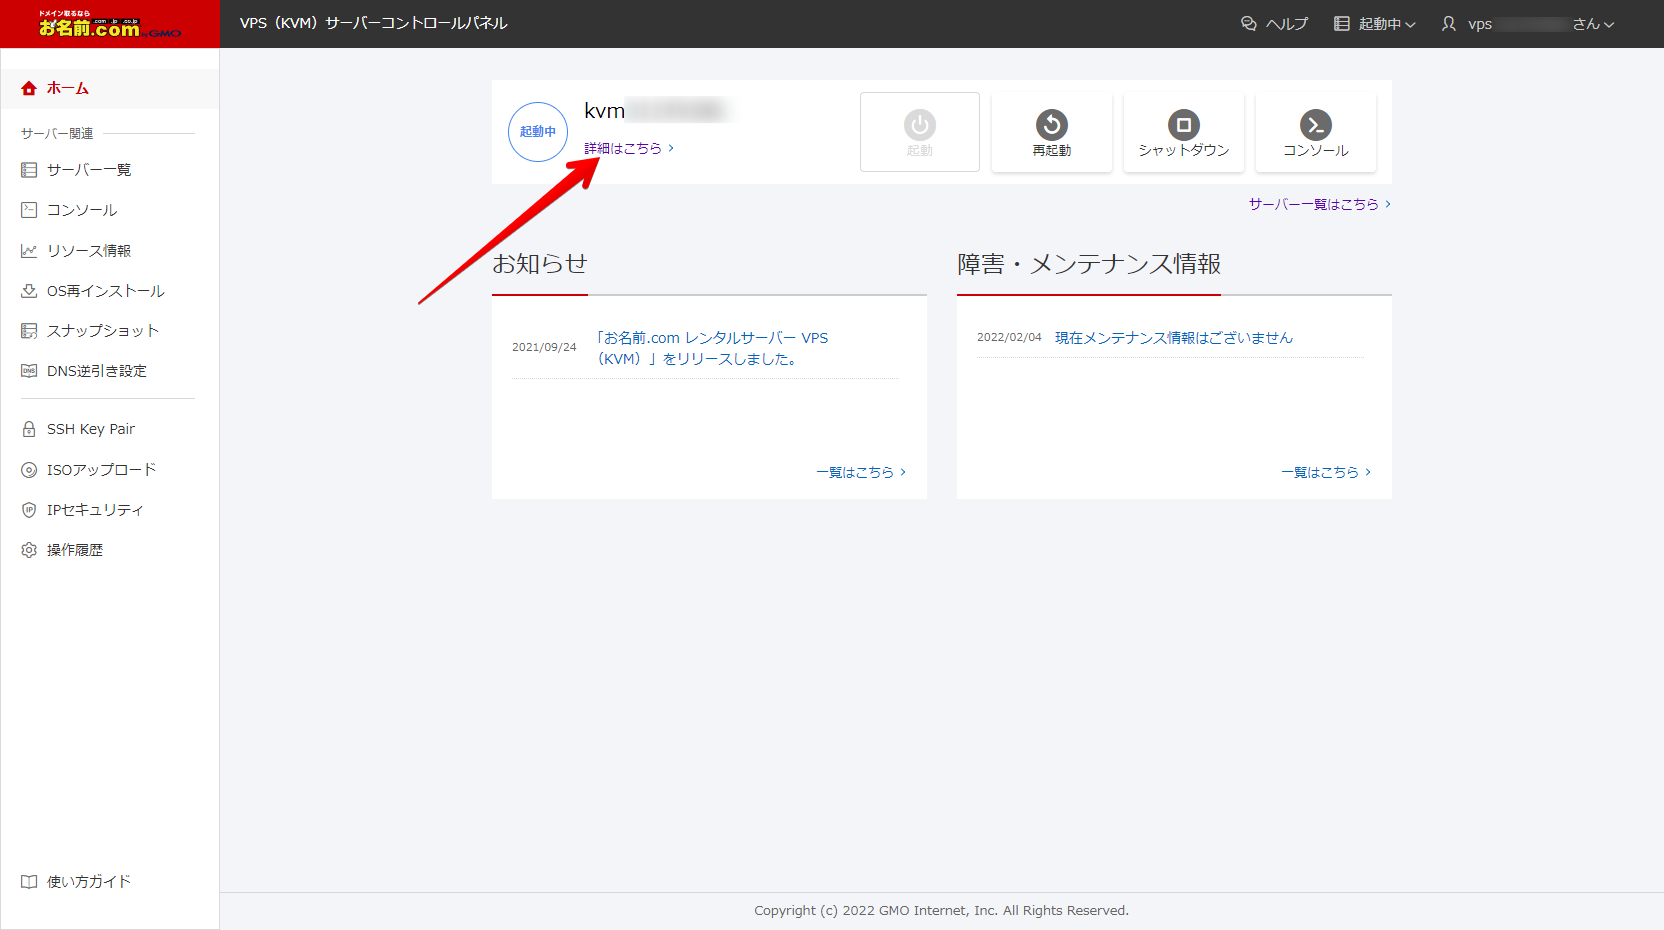 ドメイン取るなら
.com .jp .co.jp
お名前.com
by GMO
VPS（KVM）サーバーコントロールパネル
ヘルプ
起動中
vps
さん
ホーム
サーバー関連
サーバー一覧
コンソール
リソース情報
OS再インストール
スナップショット
DNS
DNS逆引き設定
SSH Key Pair
ISOアップロード
IP
IPセキュリティ
操作履歴
使い方ガイド
起動中
kvm
詳細はこちら
起動
再起動
シャットダウン
コンソール
サーバー一覧はこちら
お知らせ
2021/09/24
「お名前.com レンタルサーバー VPS
（KVM）」をリリースしました。
一覧はこちら
障害・メンテナンス情報
2022/02/04
現在メンテナンス情報はございません
一覧はこちら
Copyright (c) 2022 GMO Internet, Inc. All Rights Reserved.